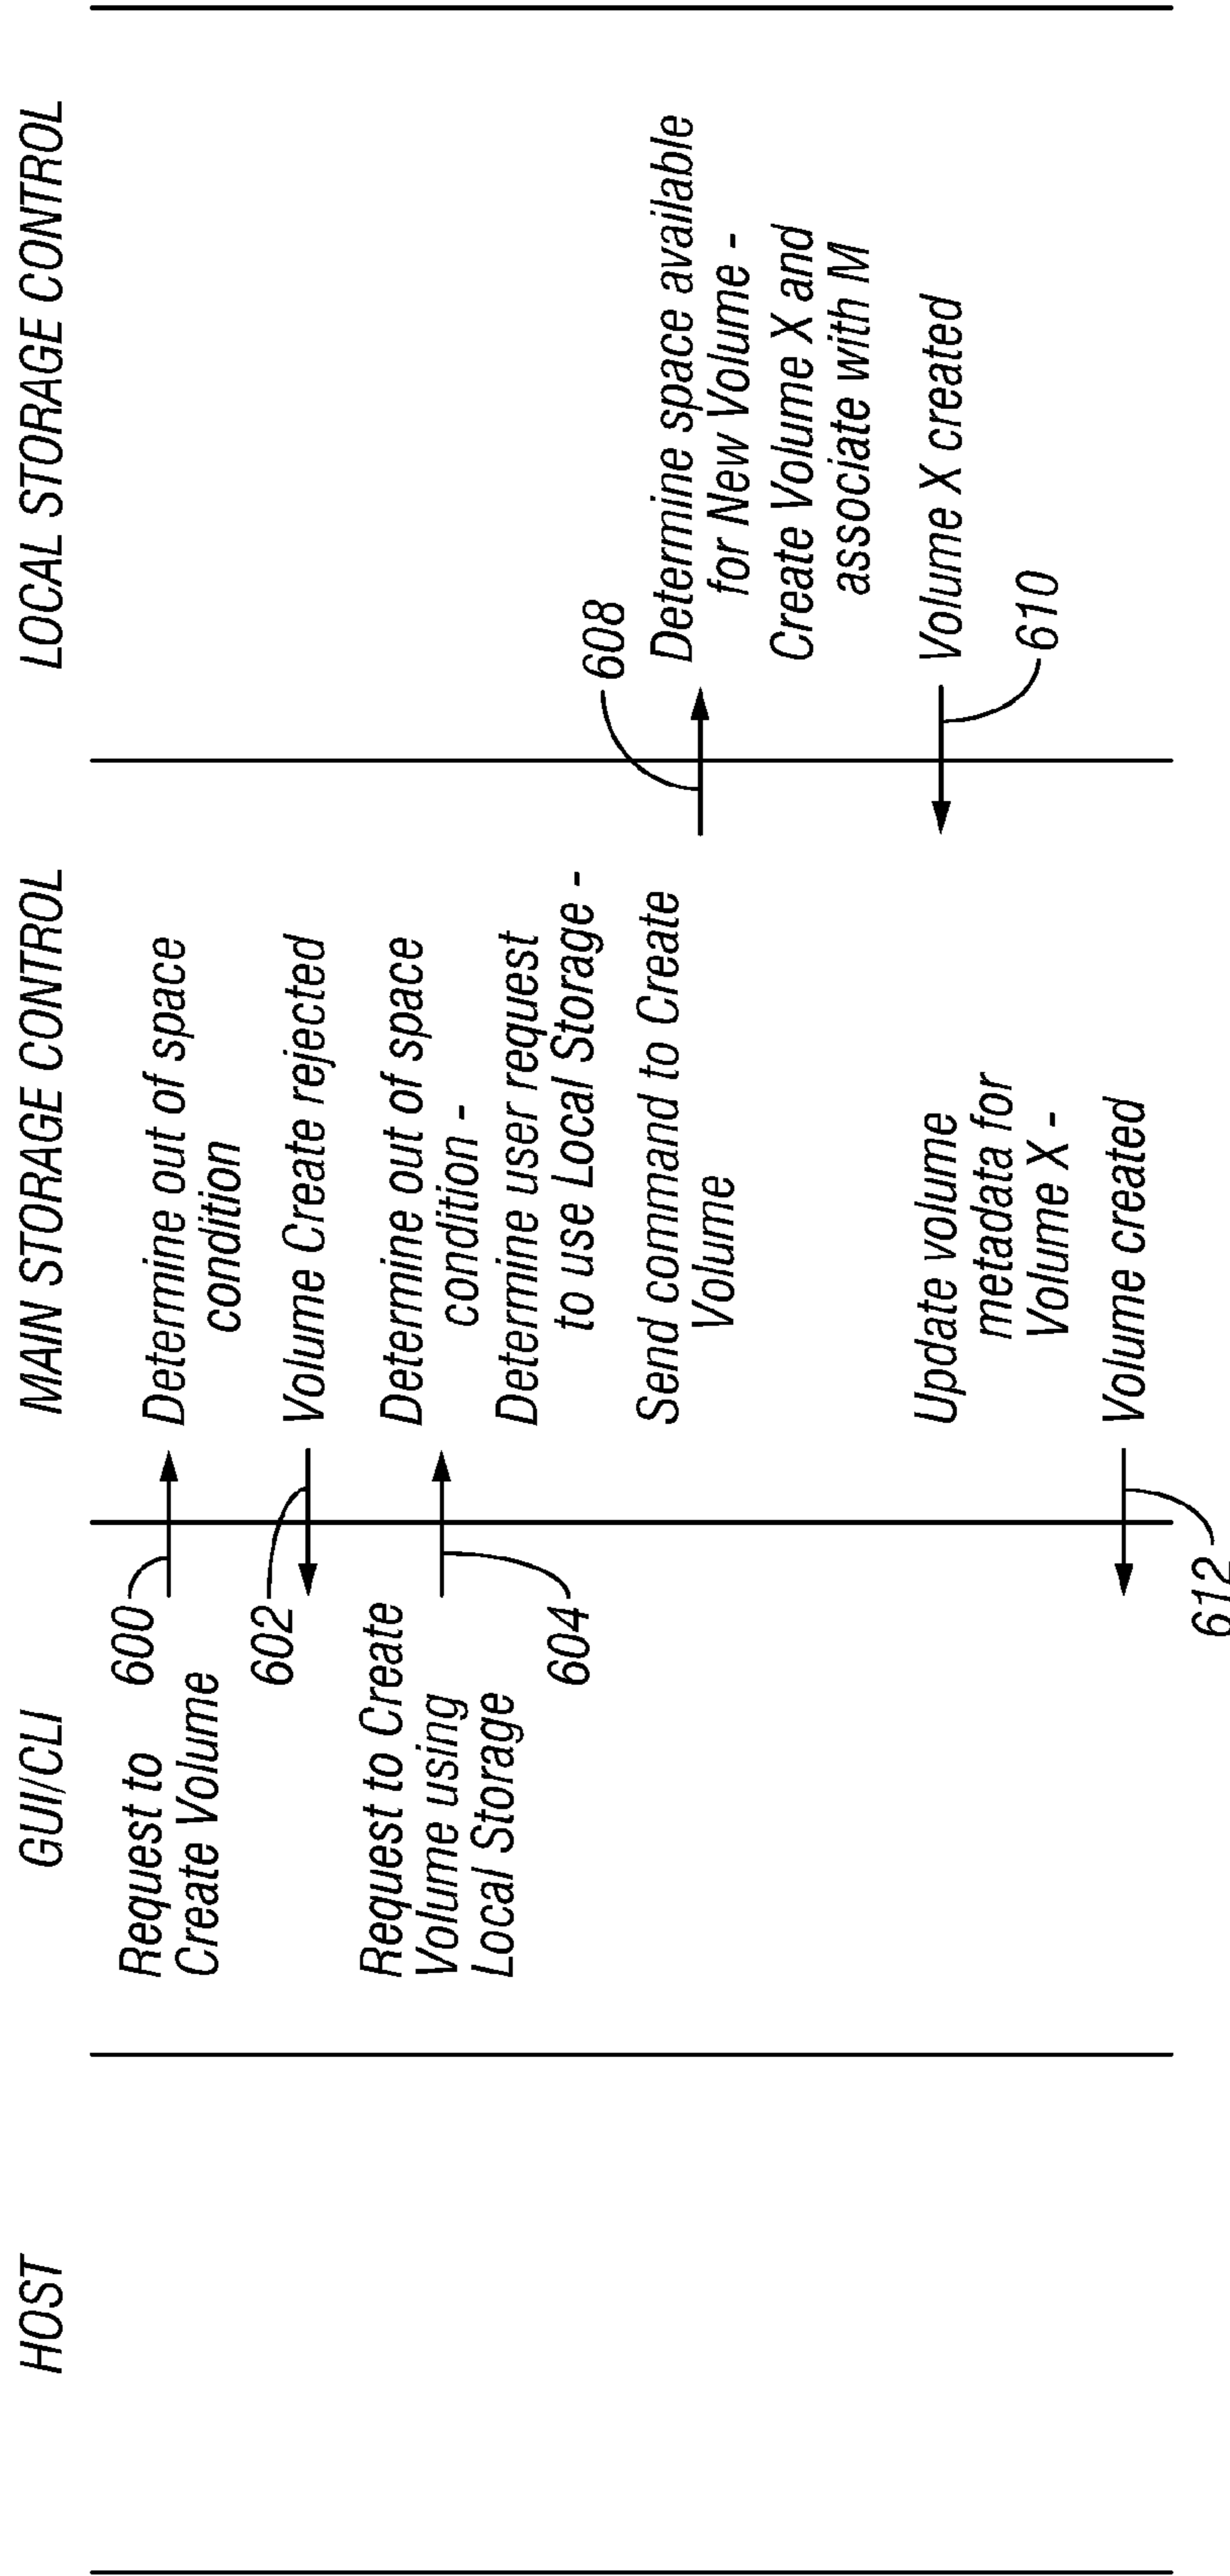 HOST
GUI/CLI
MAIN STORAGE CONTROL
LOCAL STORAGE CONTROL
Request to
Create Volume
600
Determine out of space
condition
602
Volume Create rejected
Request to Create
Volume using
Local Storage
604
Determine out of space
condition -
Determine user request
to use Local Storage -
Send command to Create
Volume
608
Determine space available
for New Volume -
Create Volume X and
associate with M
Volume X created
610
Update volume
metadata for
Volume X -
Volume created
612